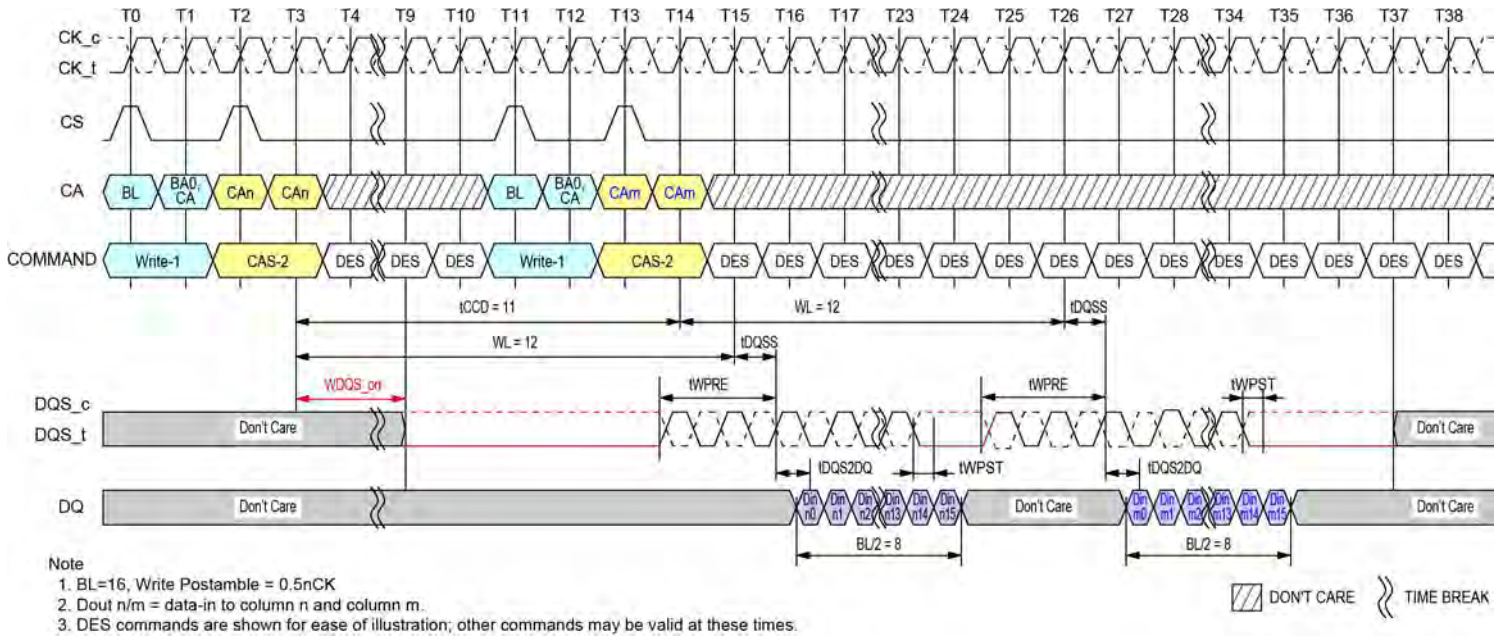 T0 T1 T2 T3 T4 T9 T10 T11 T12 T13 T14 T15 T16 T17 T23 T24 T25 T26 T27 T28 T34 T35 T36 T37 T38
CK_c
CK_t
CS
CA BL BA0, CA CAn CAn BL BA0, CA CAm CAm
COMMAND Write-1 CAS-2 DES DES DES Write-1 CAS-2 DES DES DES DES DES DES DES DES DES DES DES DES DES DES
tCCD = 11 WL = 12 tDQSS
WL = 12 tDQSS
WDQS_on tWPRE tWPRE tWPST
DQS_c
DQS_t Don't Care Don't Care
tDQS2DQ tWPST tDQS2DQ
DQ Don't Care Din n0 Din n1 Din n2 Din n13 Din n14 Din n15 Don't Care Din m0 Din m1 Din m2 Din m13 Din m14 Din m15 Don't Care
BL/2 = 8 BL/2 = 8
Note
1. BL=16, Write Postamble = 0.5nCK
2. Dout n/m = data-in to column n and column m.
3. DES commands are shown for ease of illustration; other commands may be valid at these times.
DON'T CARE TIME BREAK